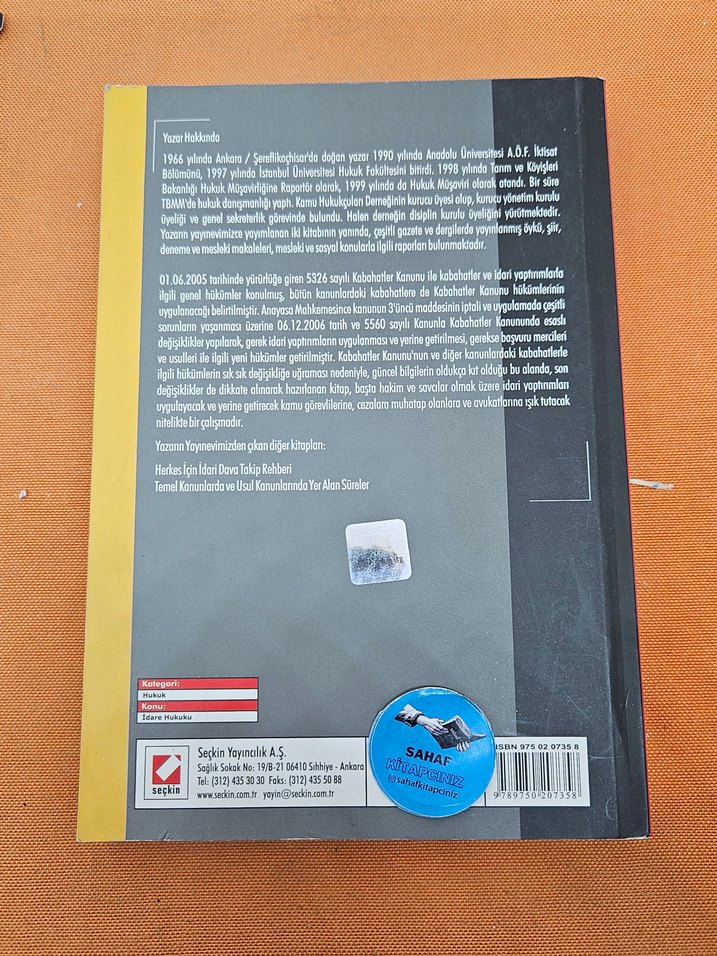 Yazar Hakkında
1966 yılında Ankara / Şereflikoçhisar'da doğan yazar 1990 yılında Anadolu Üniversitesi A.Ö.F. İktisat
Bölümünü, 1997 yılında İstanbul Üniversitesi Hukuk Fakültesini bitirdi. 1998 yılında Tarım ve Köyişleri
Bakanlığı Hukuk Müşavirliğine Raportör olarak, 1999 yılında da Hukuk Müşaviri olarak atandı. Bir süre
TBMM'de hukuk danışmanlığı yaptı. Kamu Hukukçuları Derneğinin kurucu üyesi olup, kurucu yönetim kurulu
üyeliği ve genel sekreterlik görevinde bulundu. Halen derneğin disiplin kurulu üyeliğini yürütmektedir.
Yazarın yayınevimizce yayımlanan iki kitabının yanında, çeşitli gazete ve dergilerde yayınlanmış öykü, şiir,
deneme ve mesleki makaleleri, mesleki ve sosyal konularla ilgili raporları bulunmaktadır.
01.06.2005 tarihinde yürürlüğe giren 5326 sayılı Kabahatler Kanunu ile kabahatler ve idari yaptırımlarla
ilgili genel hükümler konulmuş, bütün kanunlardaki kabahatlere de Kabahatler Kanunu hükümlerinin
uygulanacağı belirtilmiştir. Anayasa Mahkemesince kanunun 3'üncü maddesinin iptali ve uygulamada çeşitli
sorunların yaşanması üzerine 06.12.2006 tarih ve 5560 sayılı Kanunla Kabahatler Kanununda esaslı
değişiklikler yapılarak, gerek idari yaptırımların uygulanması ve yerine getirilmesi, gerekse başvuru mercileri
ve usulleri ile ilgili yeni hükümler getirilmiştir. Kabahatler Kanunu'nun ve diğer kanunlardaki kabahatlerle
ilgili hükümlerin sık sık değişikliğe uğraması nedeniyle, güncel bilgilerin oldukça kıt olduğu bu alanda, son
değişiklikler de dikkate alınarak hazırlanan kitap, başta hakim ve savcılar olmak üzere idari yaptırımları
uygulayacak ve yerine getirecek kamu görevlilerine, cezalara muhatap olanlara ve avukatlarına ışık tutacak
nitelikte bir çalışmadır.
Yazarın Yayınevimizden çıkan diğer kitapları:
Herkes İçin İdari Dava Takip Rehberi
Temel Kanunlarda ve Usul Kanunlarında Yer Alan Süreler
Kategori:
Hukuk
Konu:
İdare Hukuku
seçkin
Seçkin Yayıncılık A.Ş.
Sağlık Sokak No: 19/B-21 06410 Sıhhiye - Ankara
Tel: (312) 435 30 30 Faks: (312) 435 50 88
www.seckin.com.tr yayin@seckin.com.tr
SAHAF
KİTAPCINIZ
@sahafkitapciniz
ISBN 975 02 0735 8
9789750207358